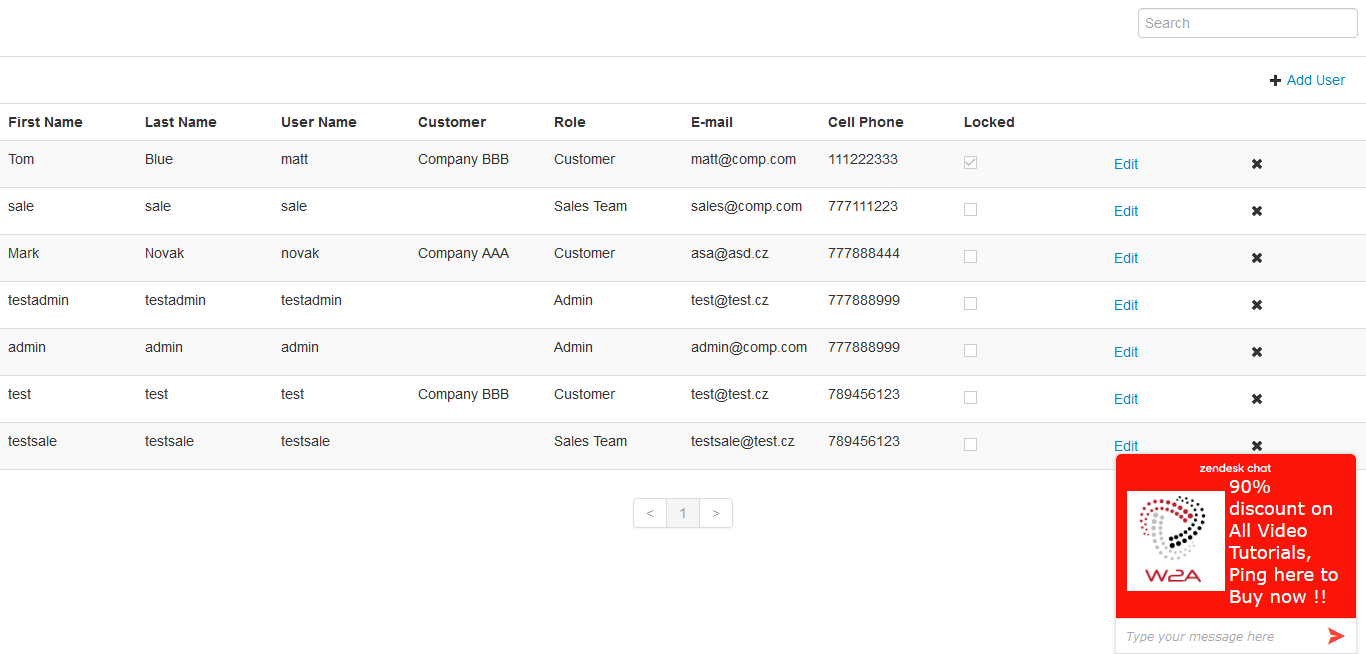 Search
Add User
First Name Last Name User Name Customer Role E-mail Cell Phone Locked
Tom Blue matt Company BBB Customer matt@comp.com 111222333 Edit
sale sale sale Sales Team sales@comp.com 777111223 Edit
Mark Novak novak Company AAA Customer asa@asd.cz 777888444 Edit
testadmin testadmin testadmin Admin test@test.cz 777888999 Edit
admin admin admin Admin admin@comp.com 777888999 Edit
test test test Company BBB Customer test@test.cz 789456123 Edit
testsale testsale testsale Sales Team testsale@test.cz 789456123 Edit
< 1 >
zendesk chat
90%
discount on
All Video
Tutorials,
Ping here to
Buy now !!
W2A
Type your message here